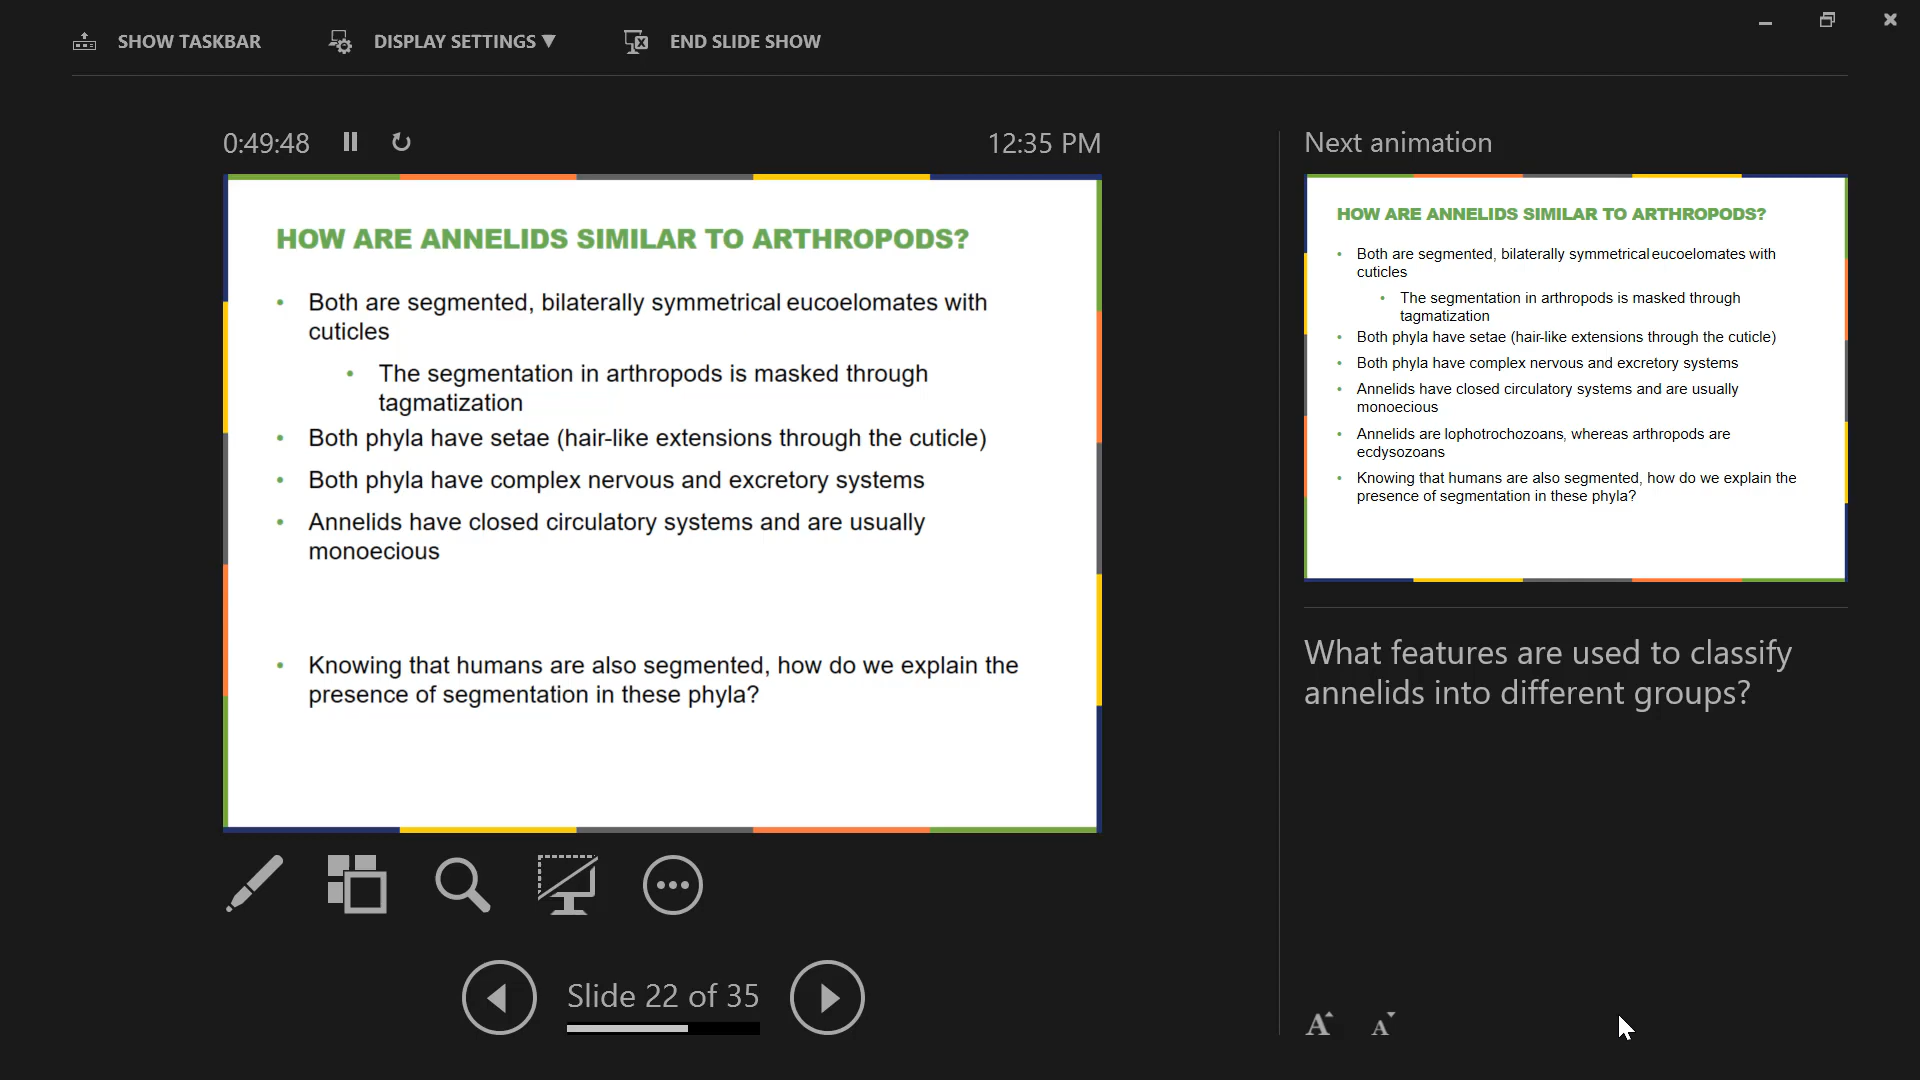 SHOW TASKBAR
DISPLAY SETTINGS ▼
END SLIDE SHOW
0:49:48
12:35 PM
HOW ARE ANNELIDS SIMILAR TO ARTHROPODS?
• Both are segmented, bilaterally symmetrical eucoelomates with
cuticles
• The segmentation in arthropods is masked through
tagmatization
• Both phyla have setae (hair-like extensions through the cuticle)
• Both phyla have complex nervous and excretory systems
• Annelids have closed circulatory systems and are usually
monoecious
• Knowing that humans are also segmented, how do we explain the
presence of segmentation in these phyla?
Slide 22 of 35
Next animation
HOW ARE ANNELIDS SIMILAR TO ARTHROPODS?
• Both are segmented, bilaterally symmetrical eucoelomates with
cuticles
• The segmentation in arthropods is masked through
tagmatization
• Both phyla have setae (hair-like extensions through the cuticle)
• Both phyla have complex nervous and excretory systems
• Annelids have closed circulatory systems and are usually
monoecious
• Annelids are lophotrochozoans, whereas arthropods are
ecdysozoans
• Knowing that humans are also segmented, how do we explain the
presence of segmentation in these phyla?
What features are used to classify
annelids into different groups?
A A